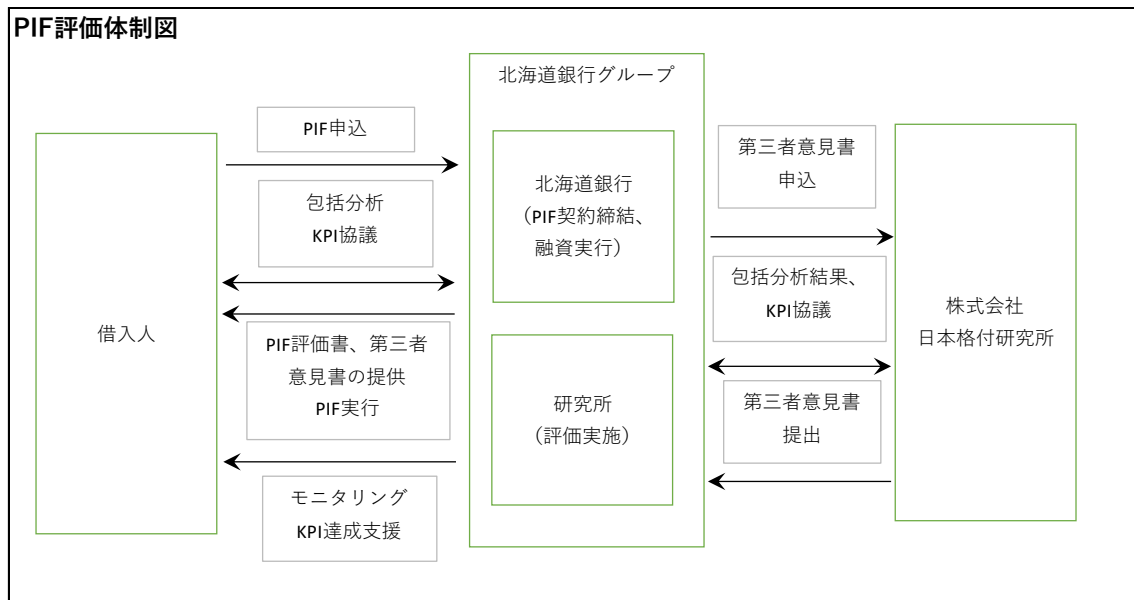 PIF評価体制図
北海道銀行グループ
借入人
PIF申込
包括分析
KPI協議
PIF評価書、第三者
意見書の提供
PIF実行
モニタリング
KPI達成支援
北海道銀行
（PIF契約締結、
融資実行）
研究所
（評価実施）
第三者意見書
申込
包括分析結果、
KPI協議
第三者意見書
提出
株式会社
日本格付研究所